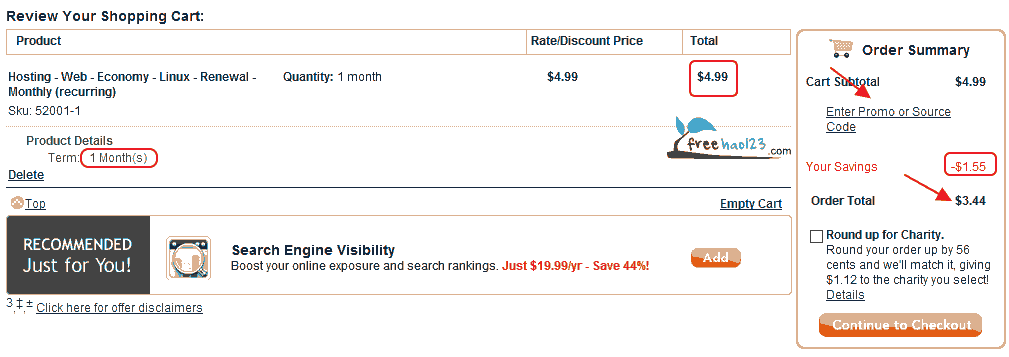 Review Your Shopping Cart:
Product Rate/Discount Price Total
Hosting - Web - Economy - Linux - Renewal -
Monthly (recurring)
Quantity: 1 month $4.99 $4.99
Sku: 52001-1
Product Details
Term: 1 Month(s)
Delete
freehao123.com
Top Empty Cart
RECOMMENDED
Just for You!
Search Engine Visibility
Boost your online exposure and search rankings. Just $19.99/yr - Save 44%!
Add
3,‡,± Click here for offer disclaimers
Order Summary
Cart Subtotal $4.99
Enter Promo or Source
Code
Your Savings -$1.55
Order Total $3.44
Round up for Charity.
Round your order up by 56
cents and we'll match it, giving
$1.12 to the charity you select!
Details
Continue to Checkout